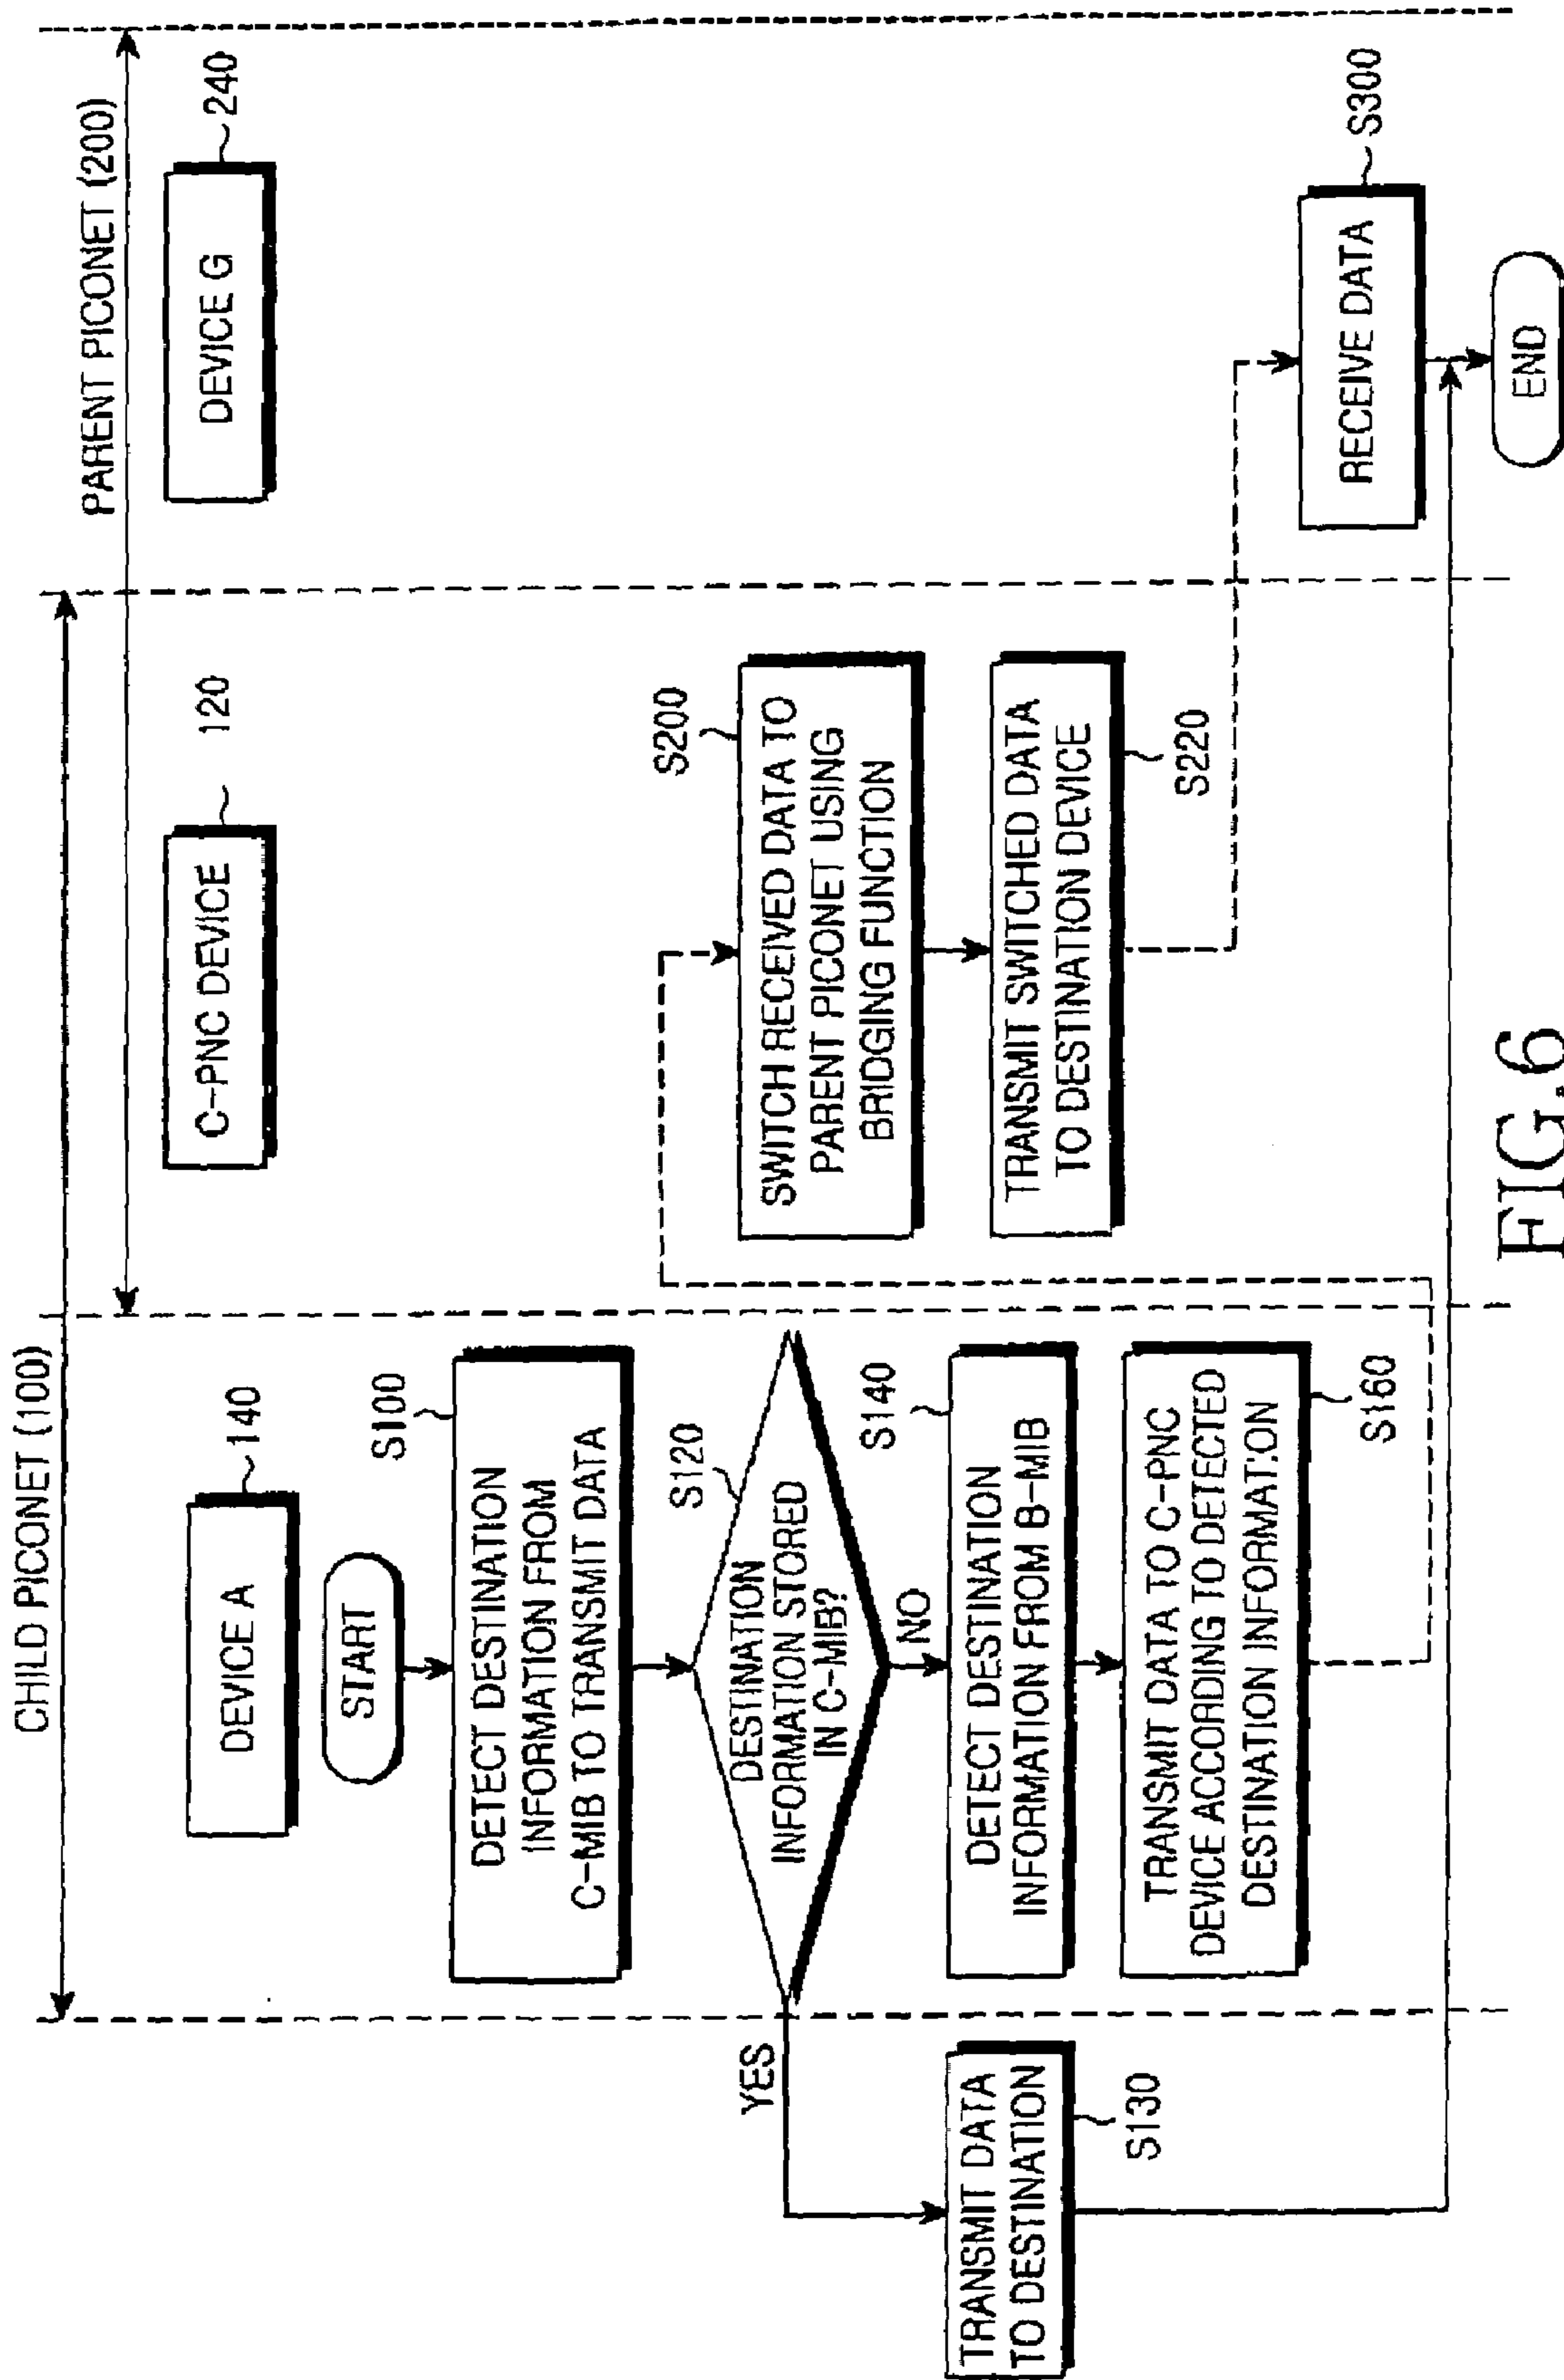 CHILD PICONET (100)
PARENT PICONET (200)
DEVICE A
140
C-PNC DEVICE
120
DEVICE G
240
START
S100
DETECT DESTINATION
INFORMATION FROM
C-MIB TO TRANSMIT DATA
S120
DESTINATION
INFORMATION STORED
IN C-MIB?
YES
NO
TRANSMIT DATA
TO DESTINATION
S130
S140
DETECT DESTINATION
INFORMATION FROM B-MIB
TRANSMIT DATA TO C-PNC
DEVICE ACCORDING TO DETECTED
DESTINATION INFORMATION
S160
S200
SWITCH RECEIVED DATA TO
PARENT PICONET USING
BRIDGING FUNCTION
TRANSMIT SWITCHED DATA
TO DESTINATION DEVICE
S220
RECEIVE DATA
S300
END
FIG.6